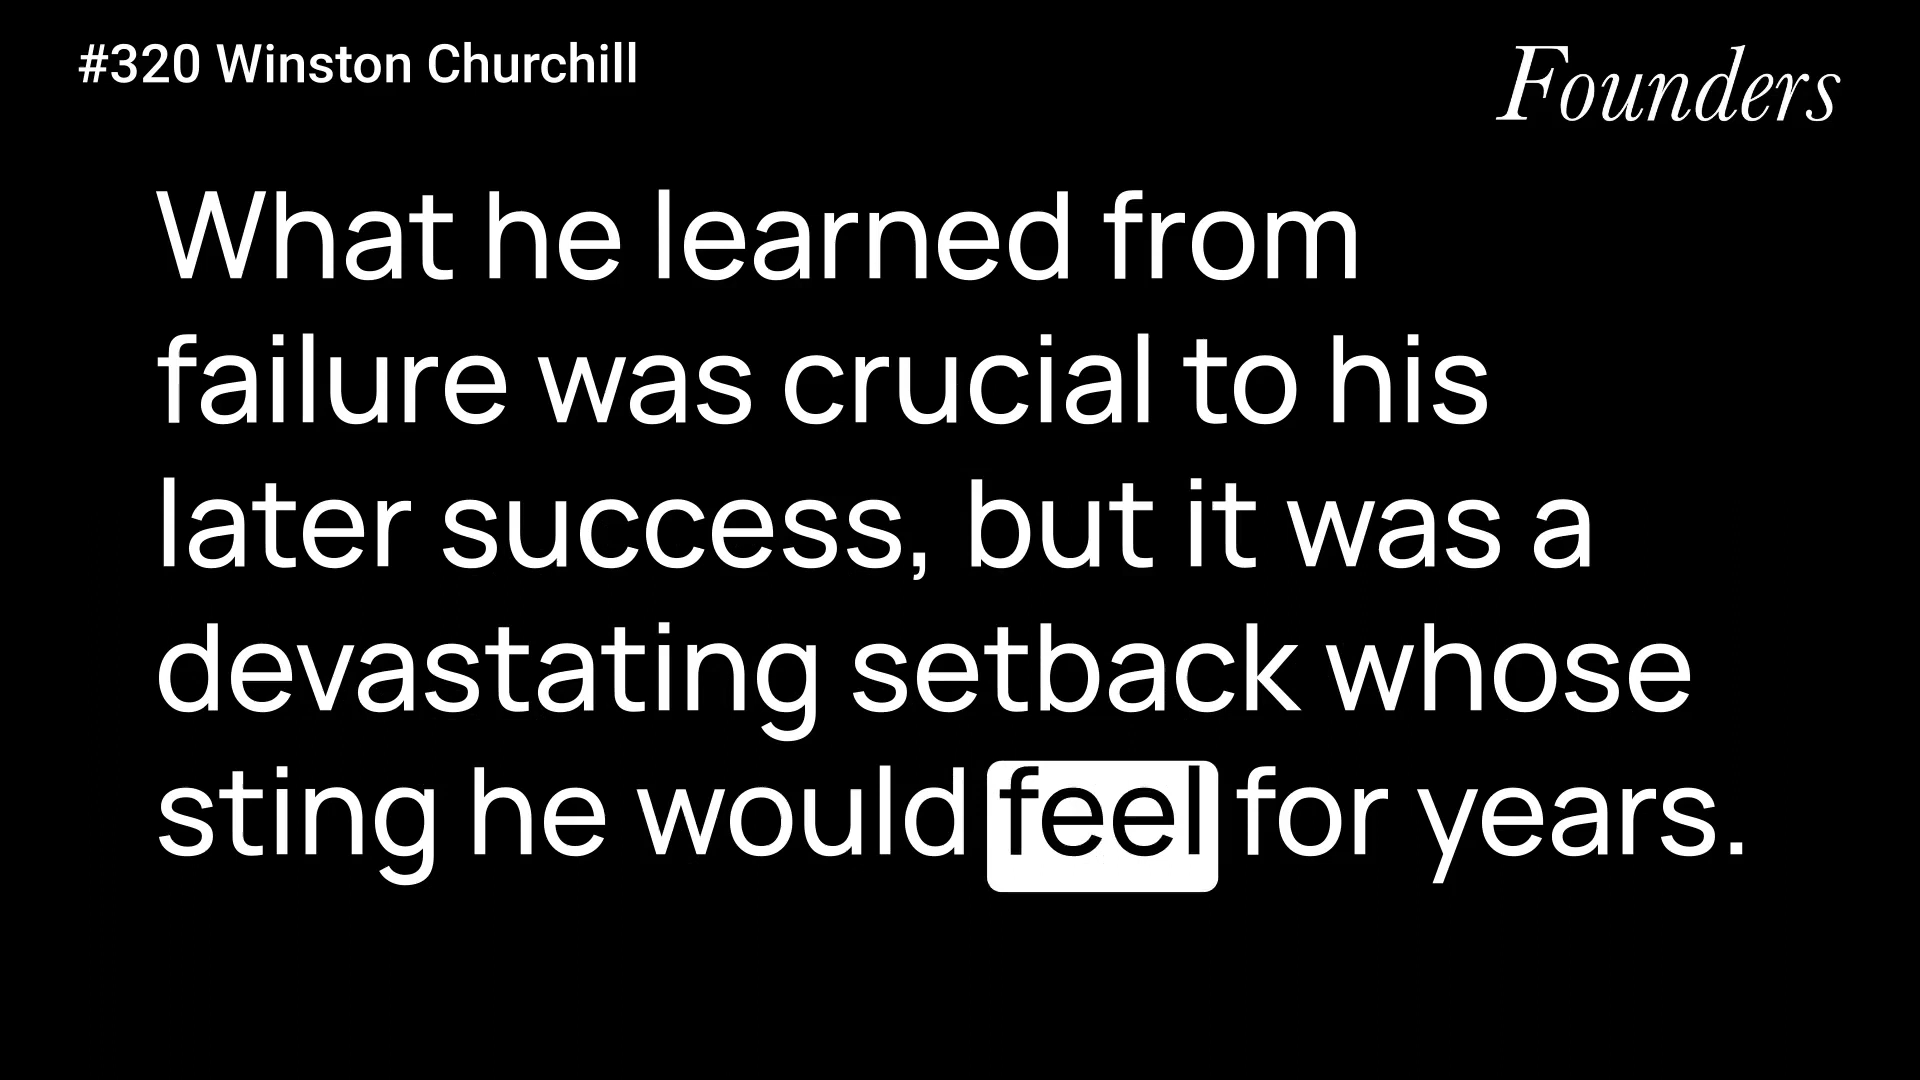 #320 Winston Churchill
Founders
What he learned from
failure was crucial to his
later success, but it was a
devastating setback whose
sting he would feel for years.